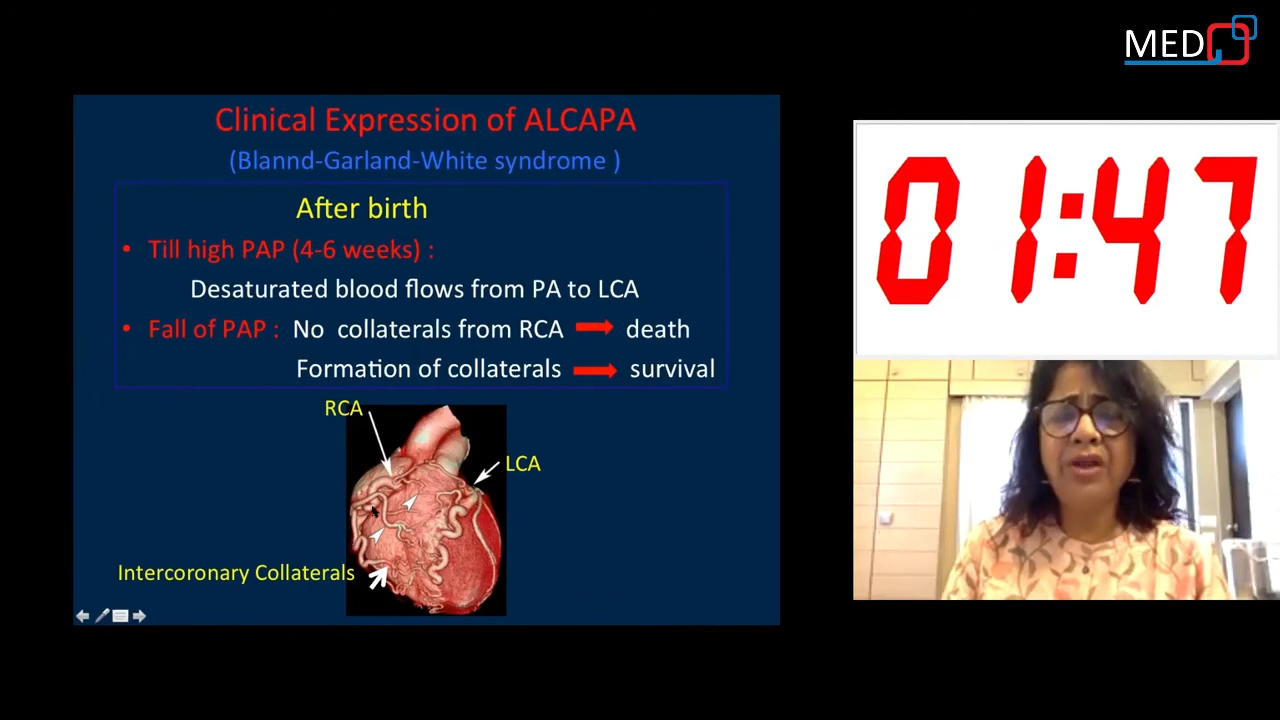 MED
Clinical Expression of ALCAPA
(Blannd-Garland-White syndrome )
After birth
• Till high PAP (4-6 weeks) :
Desaturated blood flows from PA to LCA
• Fall of PAP : No collaterals from RCA death
Formation of collaterals survival
RCA
LCA
Intercoronary Collaterals
01:47